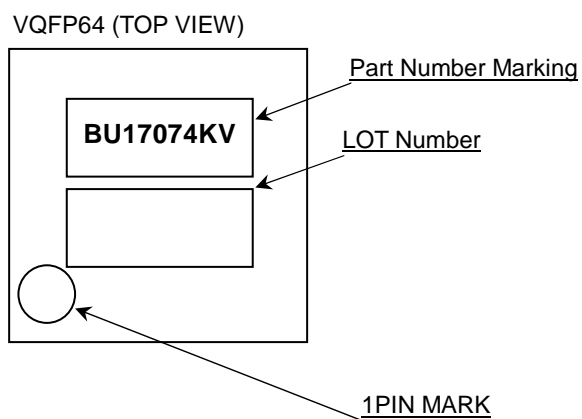 VQFP64 (TOP VIEW)
Part Number Marking
BU17074KV
LOT Number
1PIN MARK